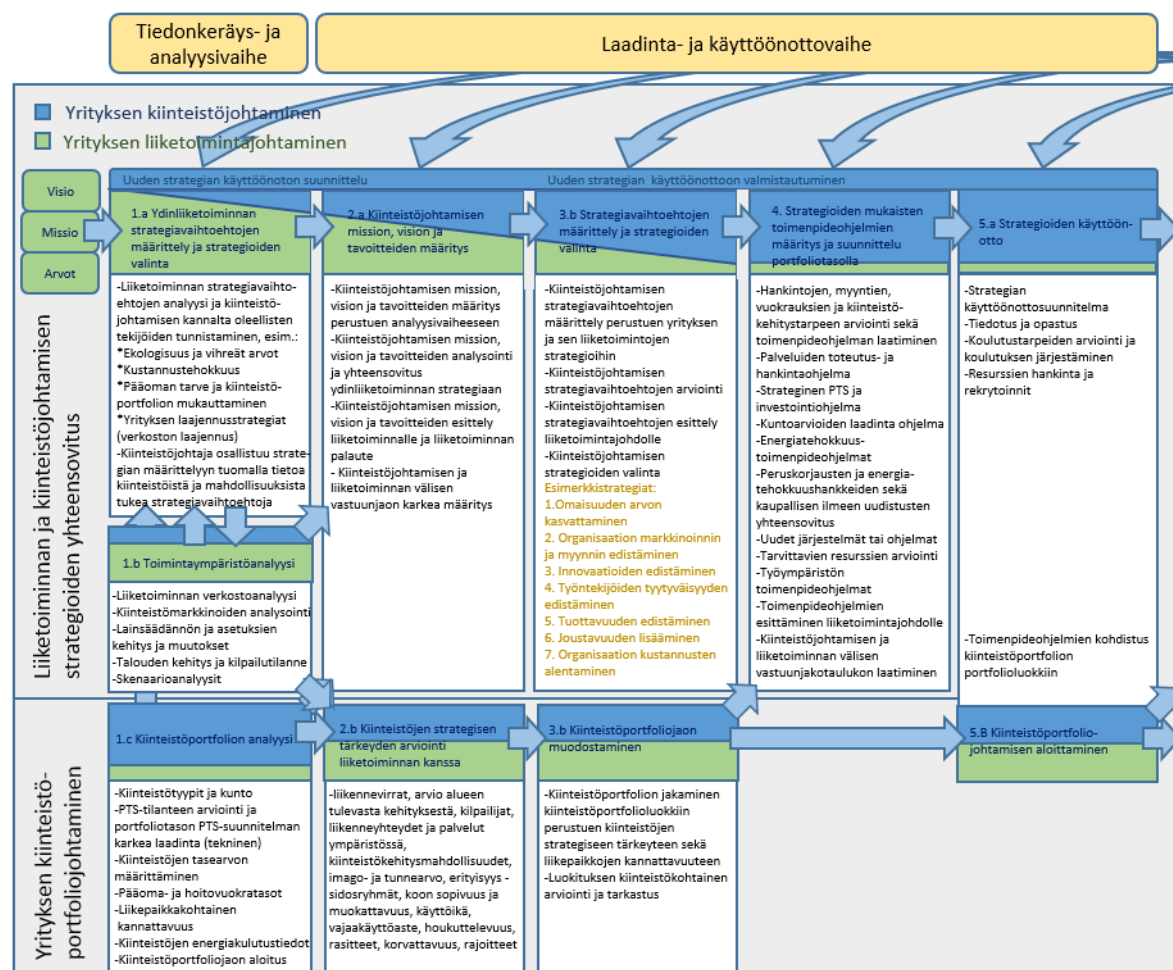 Tiedonkeräys- ja
analyysivaihe
Laadinta- ja käyttöönottovaihe
Yrityksen kiinteistöjohtaminen
Yrityksen liiketoimintajohtaminen
Visio
Missio
Arvot
Liiketoiminnan ja kiinteistöjohtamisen
strategioiden yhteensovitus
Uuden strategian käyttöönoton suunnittelu
Uuden strategian käyttöönottoon valmistautuminen
1.a Ydinliiketoiminnan
strategiavaihtoehtojen
määrittely ja strategioiden
valinta
-Liiketoiminnan strategiavaihto-
ehtojen analyysi ja kiinteistö-
johtamisen kannalta oleellisten
tekijöiden tunnistaminen, esim.:
*Ekologisuus ja vihreät arvot
*Kustannustehokkuus
*Pääoman tarve ja kiinteistö-
portfolion mukauttaminen
*Yrityksen laajennusstrategiat
(verkoston laajennus)
-Kiinteistöjohtaja osallistuu strat-
egian määrittelyyn tuomalla tietoa
kiinteistöistä ja mahdollisuuksista
tukea strategiavaihtoehtoja
1.b Toimintaympäristöanalyysi
-Liiketoiminnan verkostoanalyysi
-Kiinteistömarkkinoiden analysointi
-Lainsäädännön ja asetuksien
kehitys ja muutokset
-Talouden kehitys ja kilpailutilanne
-Skenaarioanalyysit
2.a Kiinteistöjohtamisen
mission, vision ja
tavoitteiden määritys
-Kiinteistöjohtamisen mission,
vision ja tavoitteiden määritys
perustuen analyysivaiheeseen
-Kiinteistöjohtamisen mission,
vision ja tavoitteiden analysointi
ja yhteensovitus
ydinliiketoiminnan strategiaan
-Kiinteistöjohtamisen mission,
vision ja tavoitteiden esittely
liiketoiminnalle ja liiketoiminnan
palaute
- Kiinteistöjohtamisen ja
liiketoiminnan välisen
vastuunjaon karkea määritys
3.b Strategiavaihtoehtojen
määrittely ja strategioiden
valinta
-Kiinteistöjohtamisen
strategiavaihtoehtojen
määrittely perustuen yrityksen
ja sen liiketoimintojen
strategioihin
-Kiinteistöjohtamisen
strategiavaihtoehtojen arviointi
-Kiinteistöjohtamisen
strategiavaihtoehtojen esittely
liiketoimintajohdolle
-Kiinteistöjohtamisen
strategioiden valinta
Esimerkkistrategiat:
1.Omaisuuden arvon
kasvattaminen
2. Organisaation markkinoinnin
ja myynnin edistäminen
3. Innovaatioiden edistäminen
4. Työntekijöiden tyytyväisyyden
edistäminen
5. Tuottavuuden edistäminen
6. Joustavuuden lisääminen
7. Organisaation kustannusten
alentaminen
4. Strategioiden mukaisten
toimenpideohjelmien
määritys ja suunnittelu
portfoliotasolla
-Hankintojen, myyntien,
vuokrauksien ja kiinteistö-
kehitystarpeen arviointi sekä
toimenpideohjelman laatiminen
-Palveluiden toteutus- ja
hankintaohjelma
-Strateginen PTS ja
investointiohjelma
-Kuntoarvioiden laadinta ohjelma
-Energiatehokkuus-
toimenpideohjelmat
-Peruskorjausten ja energia-
tehokkuushankkeiden sekä
kaupallisen ilmeen uudistusten
yhteensovitus
-Uudet järjestelmät tai ohjelmat
-Tarvittavien resurssien arviointi
-Työympäristön
toimenpideohjelmat
-Toimenpideohjelmien
esittäminen liiketoimintajohdolle
-Kiinteistöjohtamisen ja
liiketoiminnan välisen
vastuunjakotaulukon laatiminen
5.a Strategioiden käyttöön-
otto
-Strategian
käyttöönottosuunnitelma
-Tiedotus ja opastus
-Koulutustarpeiden arviointi ja
koulutuksen järjestäminen
-Resurssien hankinta ja
rekrytoinnit
-Toimenpideohjelmien kohdistus
kiinteistöportfolion
portfolioluokkiin
Yrityksen kiinteistö-
portfoliojohtaminen
1.c Kiinteistöportfolion analyysi
-Kiinteistötyypit ja kunto
-PTS-tilanteen arviointi ja
portfoliotason PTS-suunnitelman
karkea laadinta (tekninen)
-Kiinteistöjen tasearvon
määrittäminen
-Pääoma- ja hoitovuokratasot
-Liikepaikkakohtainen
kannattavuus
-Kiinteistöjen energiakulutustiedot
-Kiinteistöportfoliojaon aloitus
2.b Kiinteistöjen strategisen
tärkeyden arviointi
liiketoiminnan kanssa
-liikennevirrat, arvio alueen
tulevasta kehityksestä, kilpailijat,
liikenneyhteydet ja palvelut
ympäristössä,
kiinteistökehitysmahdollisuudet,
imago- ja tunnearvo, erityisyys -
sidosryhmät, koon sopivuus ja
muokattavuus, käyttöikä,
vajaakäyttöaste, houkuttelevuus,
rasitteet, korvattavuus, rajoitteet
3.b Kiinteistöportfoliojaon
muodostaminen
-Kiinteistöportfolion jakaminen
kiinteistöportfolioluokkiin
perustuen kiinteistöjen
strategiseen tärkeyteen sekä
liikepaikkojen kannattavuuteen
-Luokituksen kiinteistökohtainen
arviointi ja tarkastus
5.B Kiinteistöportfolio-
johtamisen aloittaminen